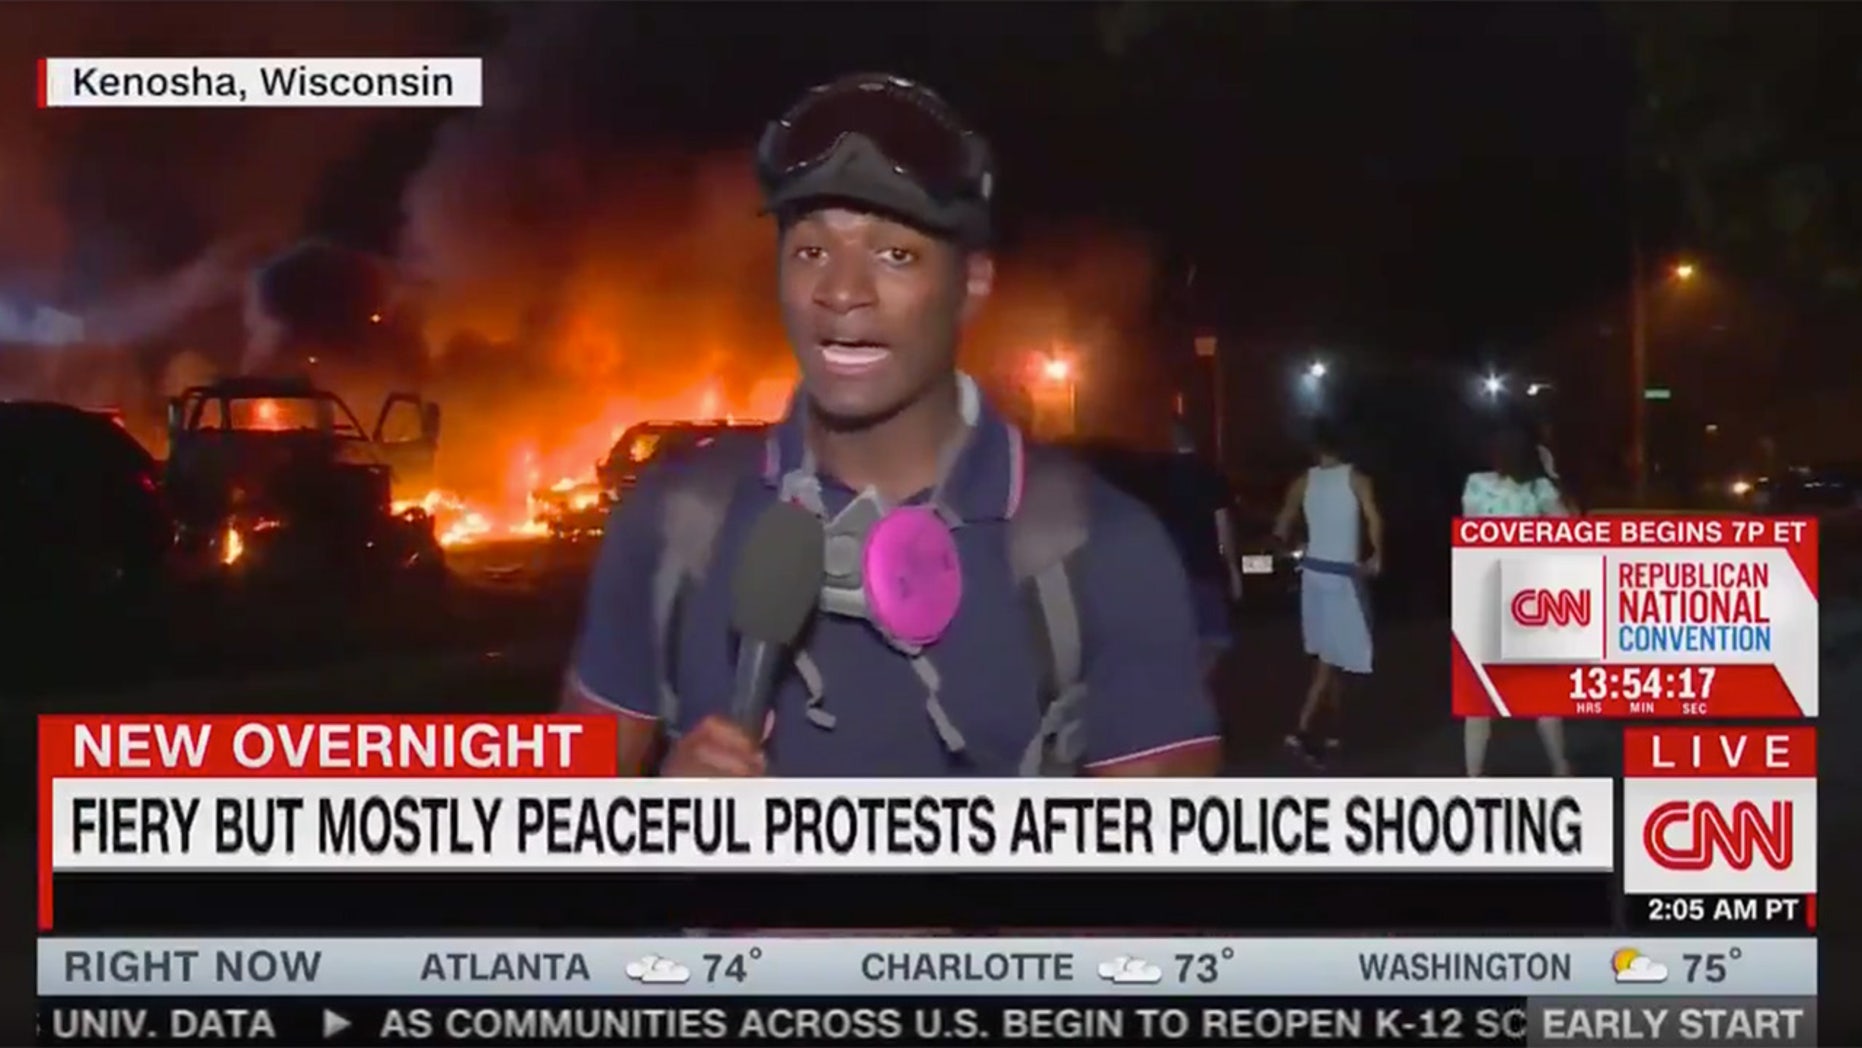 Kenosha, Wisconsin
COVERAGE BEGINS 7P ET
CNN
REPUBLICAN
NATIONAL
CONVENTION
13:54:17
HRS MIN SEC
NEW OVERNIGHT
FIERY BUT MOSTLY PEACEFUL PROTESTS AFTER POLICE SHOOTING
LIVE
CNN
2:05 AM PT
RIGHT NOW ATLANTA 74° CHARLOTTE 73° WASHINGTON 75°
UNIV. DATA ▶ AS COMMUNITIES ACROSS U.S. BEGIN TO REOPEN K-12 SC
EARLY START